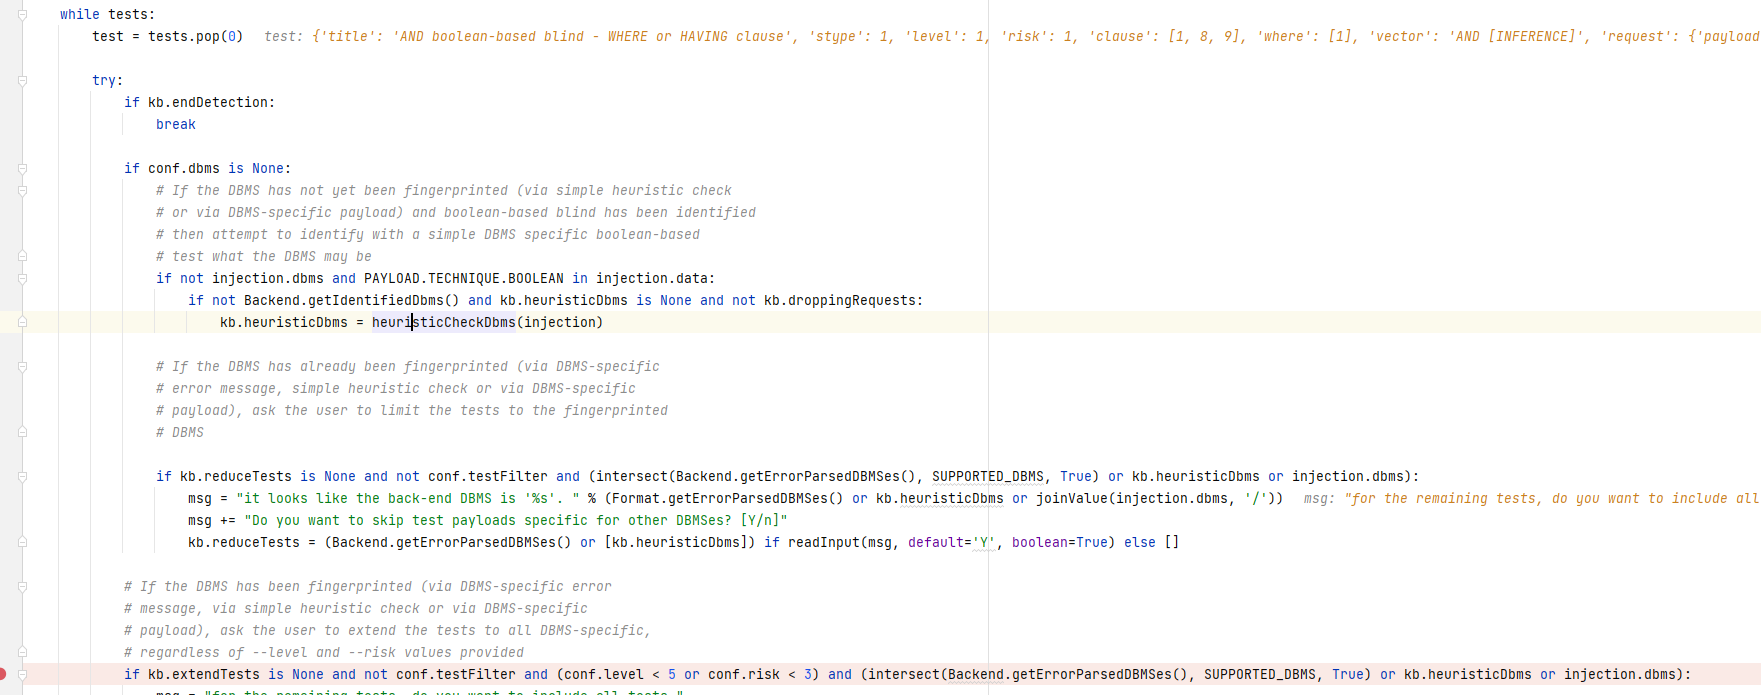 while tests:
test = tests.pop(0)   test: {'title': 'AND boolean-based blind - WHERE or HAVING clause', 'stype': 1, 'level': 1, 'risk': 1, 'clause': [1, 8, 9], 'where': [1], 'vector': 'AND [INFERENCE]', 'request': {'payload
try:
if kb.endDetection:
break
if conf.dbms is None:
# If the DBMS has not yet been fingerprinted (via simple heuristic check
# or via DBMS-specific payload) and boolean-based blind has been identified
# then attempt to identify with a simple DBMS specific boolean-based
# test what the DBMS may be
if not injection.dbms and PAYLOAD.TECHNIQUE.BOOLEAN in injection.data:
if not Backend.getIdentifiedDbms() and kb.heuristicDbms is None and not kb.droppingRequests:
kb.heuristicDbms = heuristicCheckDbms(injection)
# If the DBMS has already been fingerprinted (via DBMS-specific
# error message, simple heuristic check or via DBMS-specific
# payload), ask the user to limit the tests to the fingerprinted
# DBMS
if kb.reduceTests is None and not conf.testFilter and (intersect(Backend.getErrorParsedDBMSes(), SUPPORTED_DBMS, True) or kb.heuristicDbms or injection.dbms):
msg = "it looks like the back-end DBMS is '%s'. " % (Format.getErrorParsedDBMSes() or kb.heuristicDbms or joinValue(injection.dbms, '/'))   msg: "for the remaining tests, do you want to include all
msg += "Do you want to skip test payloads specific for other DBMSes? [Y/n]"
kb.reduceTests = (Backend.getErrorParsedDBMSes() or [kb.heuristicDbms]) if readInput(msg, default='Y', boolean=True) else []
# If the DBMS has been fingerprinted (via DBMS-specific error
# message, via simple heuristic check or via DBMS-specific
# payload), ask the user to extend the tests to all DBMS-specific,
# regardless of --level and --risk values provided
if kb.extendTests is None and not conf.testFilter and (conf.level < 5 or conf.risk < 3) and (intersect(Backend.getErrorParsedDBMSes(), SUPPORTED_DBMS, True) or kb.heuristicDbms or injection.dbms):
msg = "for the remaining tests, do you want to include all tests "